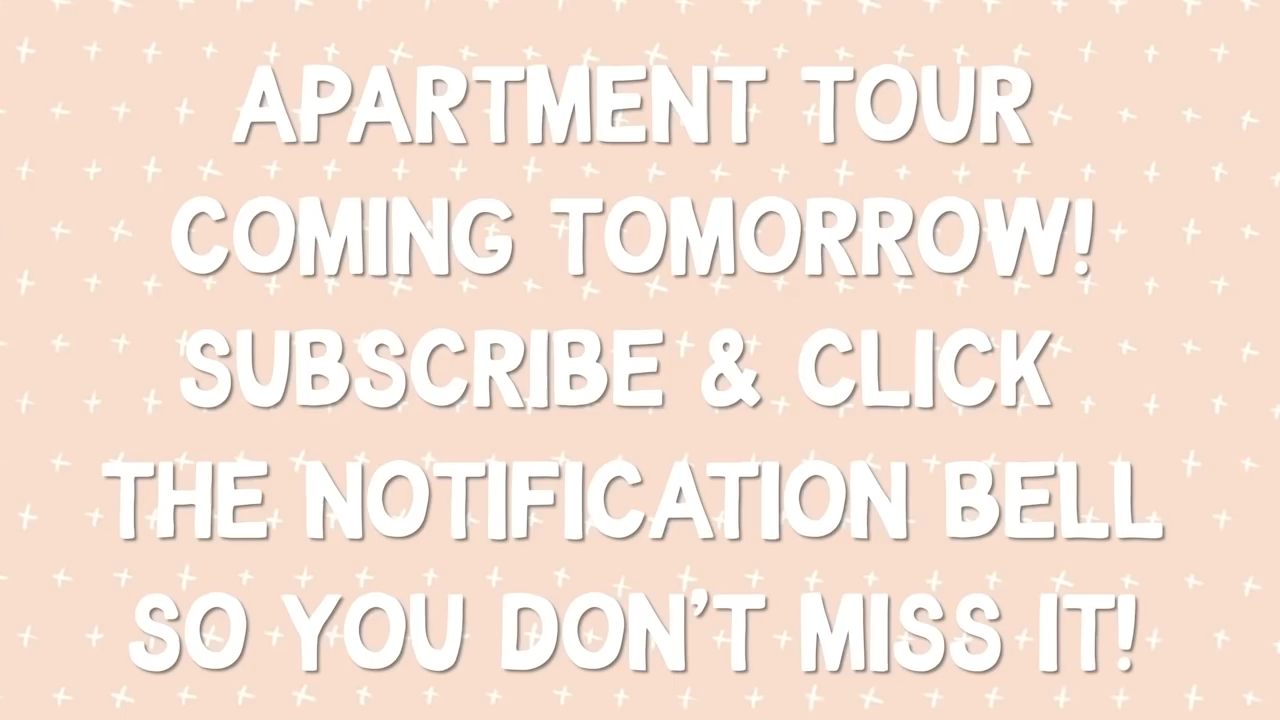 APARTMENT TOUR
COMING TOMORROW!
SUBSCRIBE & CLICK
THE NOTIFICATION BELL
SO YOU DON'T MISS IT!